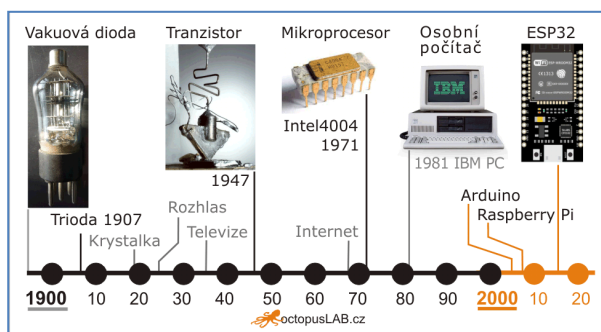 Vakuová dioda
Tranzistor
Mikroprocesor
Osobní
počítač
ESP32
IBM
Intel4004
1971
1981 IBM PC
1947
Trioda 1907
Krystalka
Rozhlas
Televize
Internet
Arduino
Raspberry Pi
1900
10
20
30
40
50
60
70
80
90
2000
10
20
octopusLAB.cz